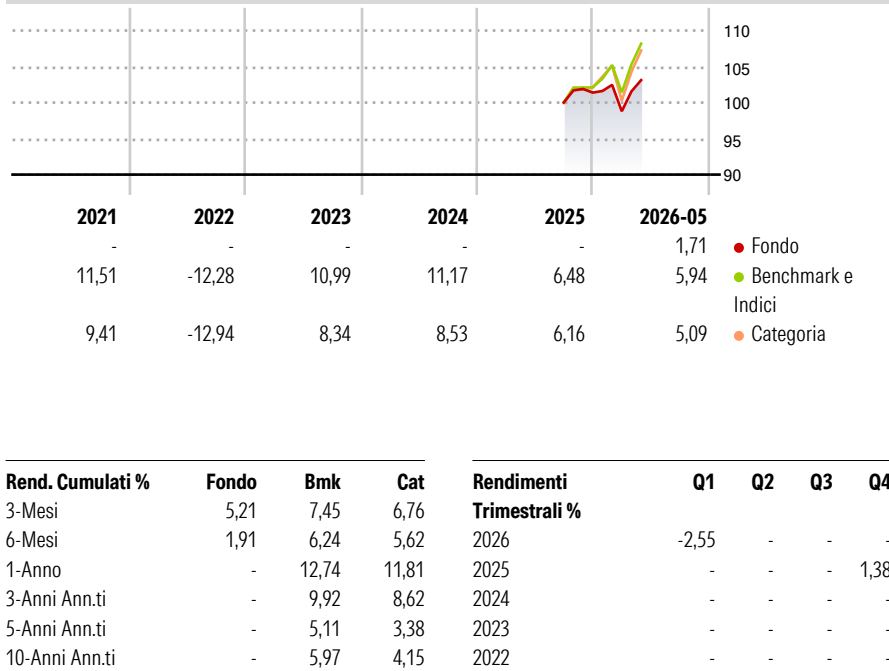 110
105
100
95
90
2021 2022 2023 2024 2025 2026-05
- - - - - 1,71 Fondo
11,51 -12,28 10,99 11,17 6,48 5,94 Benchmark e
Indici
9,41 -12,94 8,34 8,53 6,16 5,09 Categoria
Rend. Cumulati % Fondo Bmk Cat
3-Mesi 5,21 7,45 6,76
6-Mesi 1,91 6,24 5,62
1-Anno - 12,74 11,81
3-Anni Ann.ti - 9,92 8,62
5-Anni Ann.ti - 5,11 3,38
10-Anni Ann.ti - 5,97 4,15
Rendimenti Q1 Q2 Q3 Q4
Trimestrali %
2026 -2,55 - - -
2025 - - - 1,38
2024 - - - -
2023 - - - -
2022 - - - -